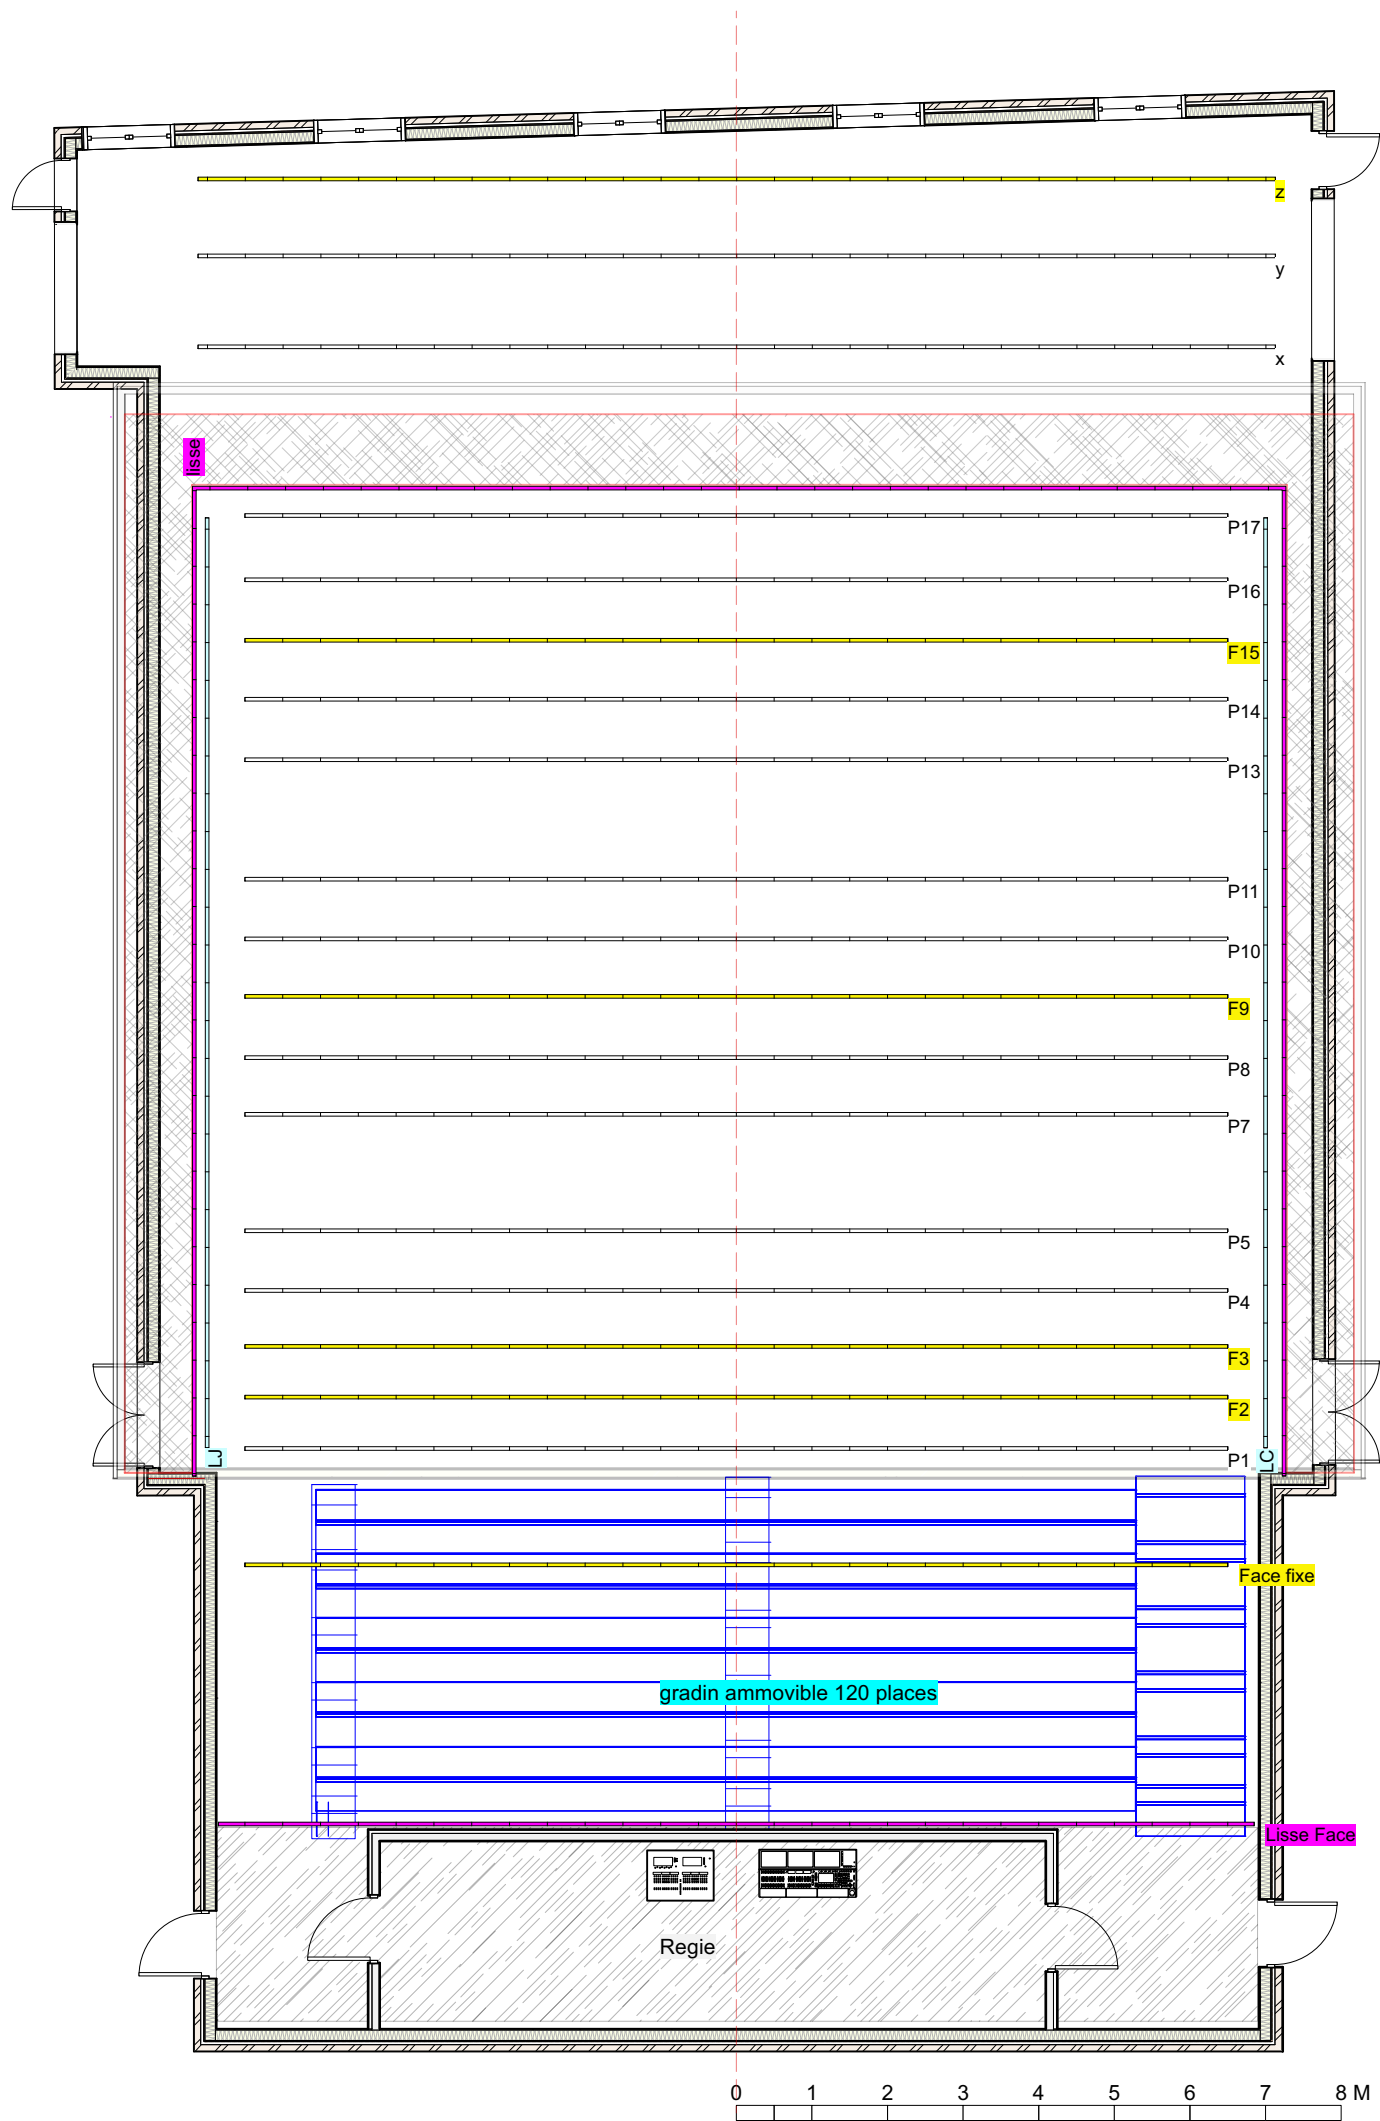 z
y
x
lisse
P17
P16
F15
P14
P13
P11
P10
F9
P8
P7
P5
P4
F3
F2
P1
LJ
LC
Face fixe
gradin ammovible 120 places
Lisse Face
Regie
0 1 2 3 4 5 6 7 8 M